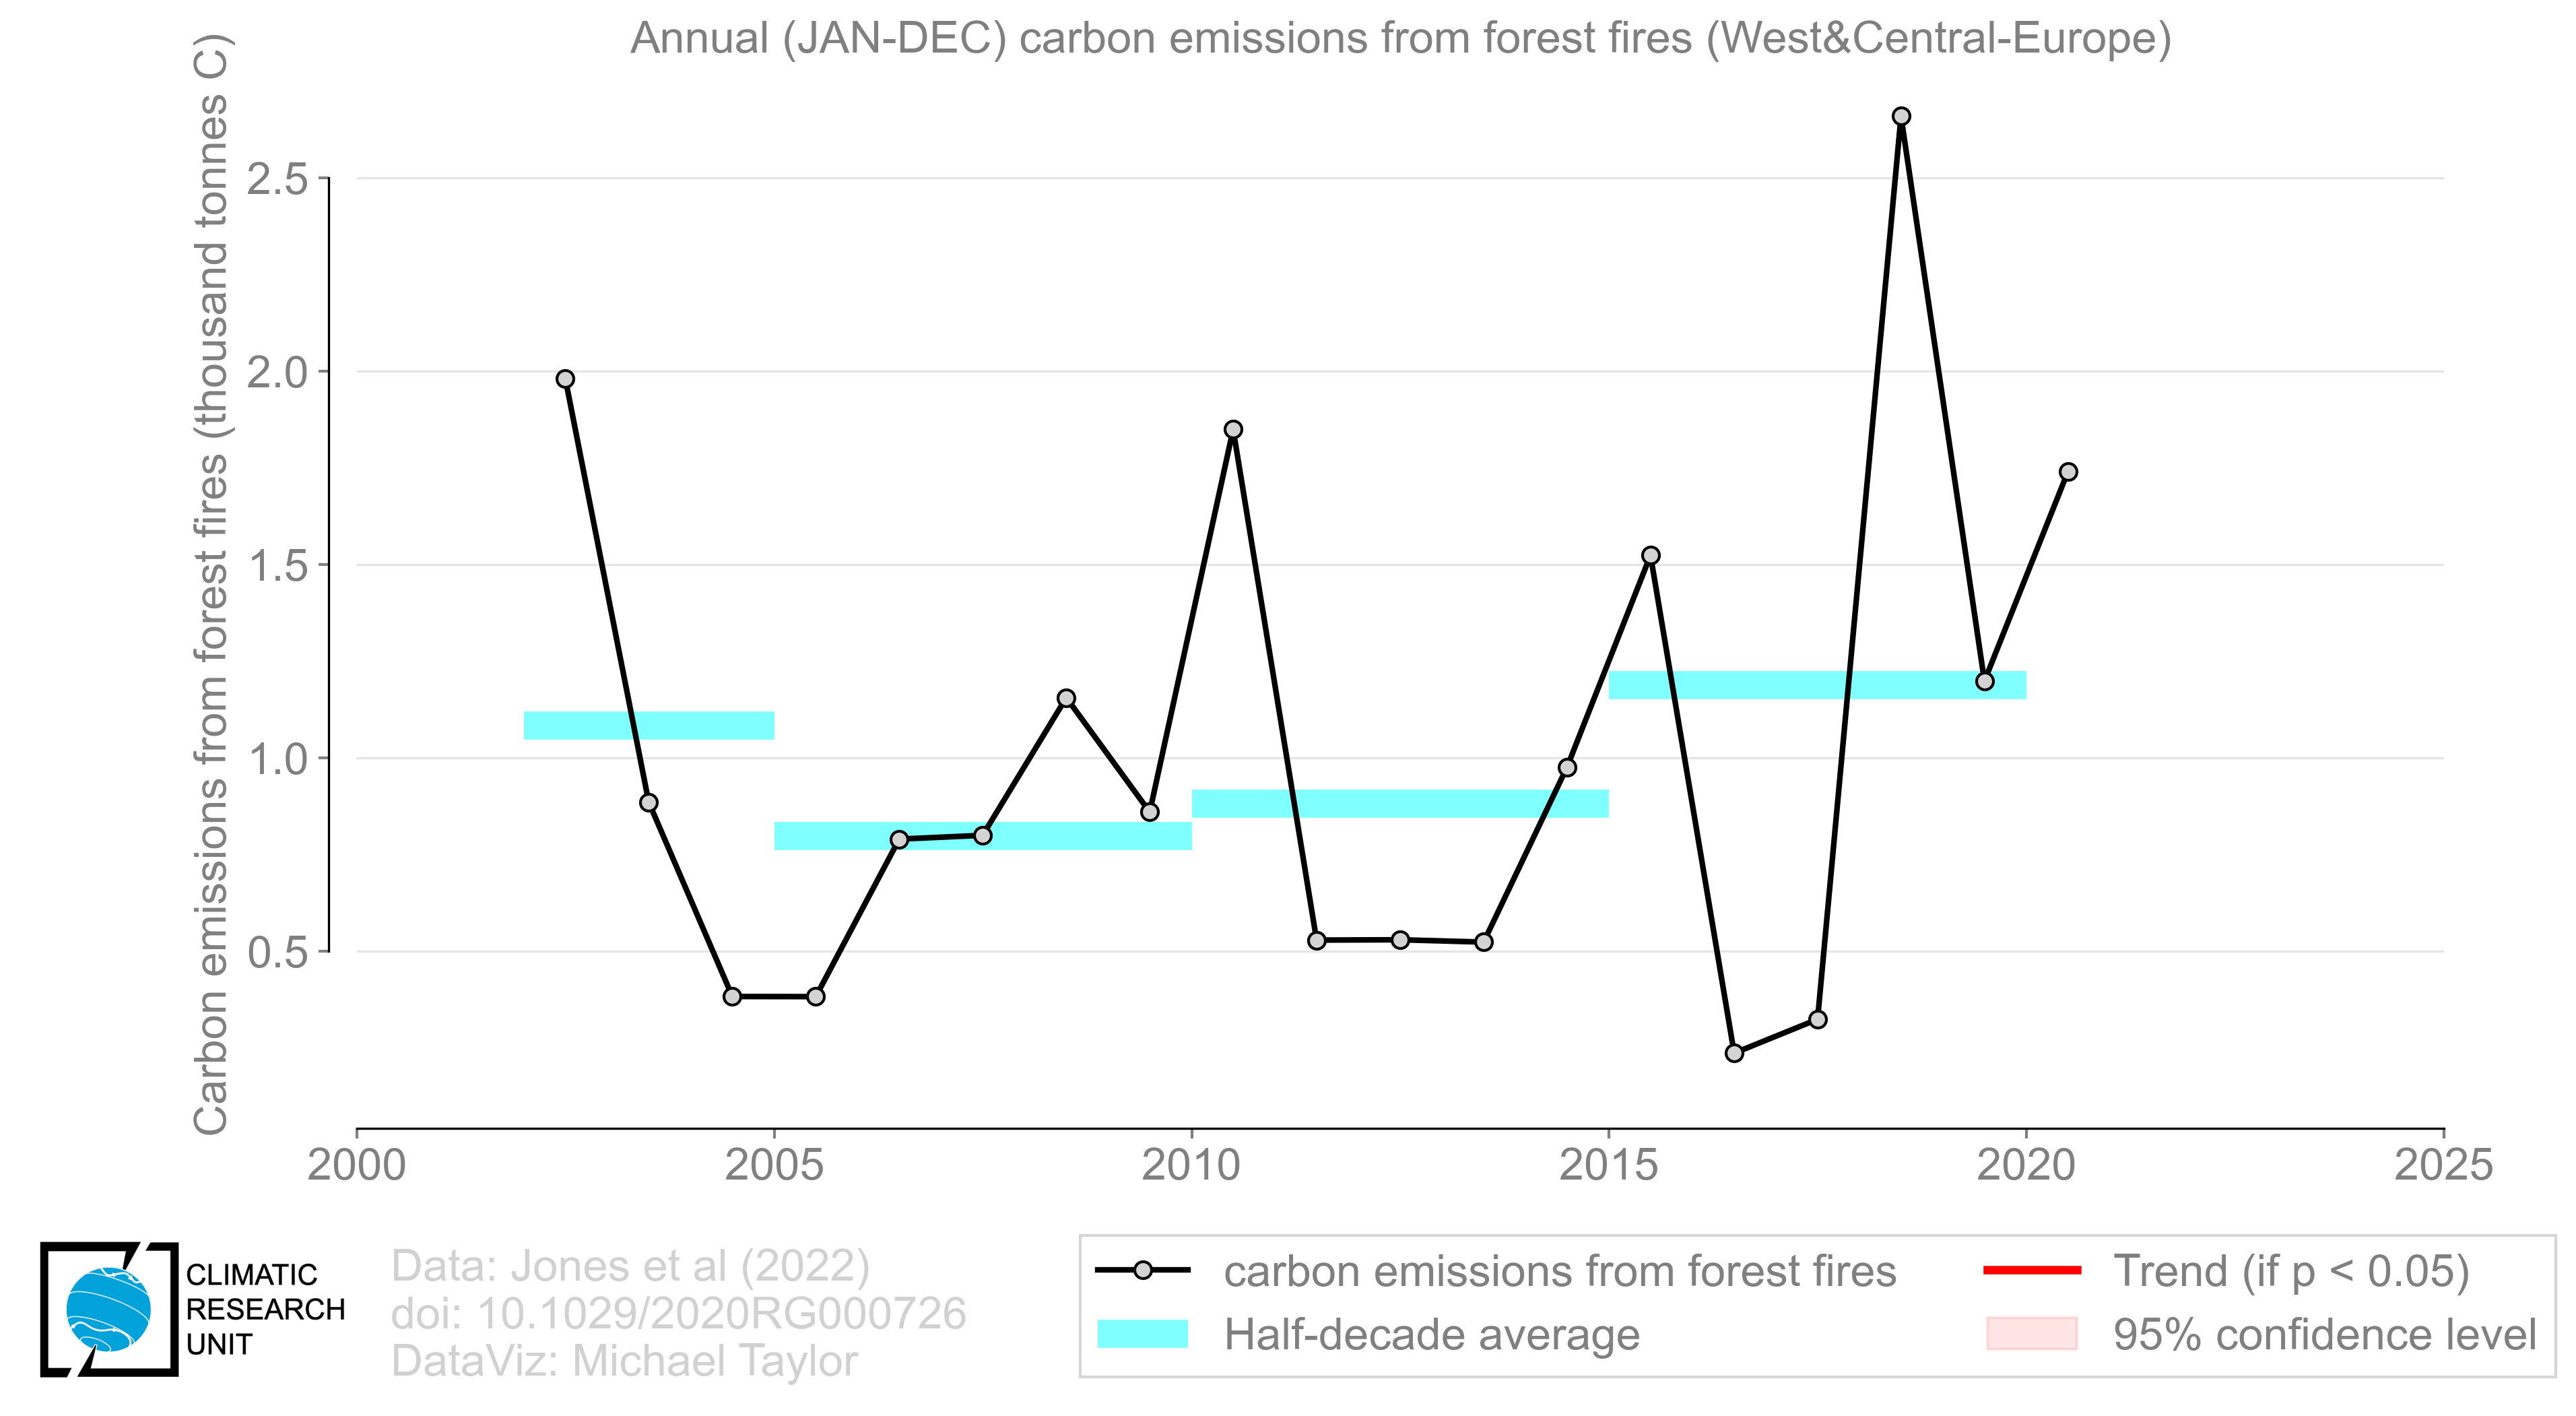 Annual (JAN-DEC) carbon emissions from forest fires (West&Central-Europe)
Carbon emissions from forest fires (thousand tonnes C)
2.5
2.0
1.5
1.0
0.5
2000
2005
2010
2015
2020
2025
CLIMATIC
RESEARCH
UNIT
Data: Jones et al (2022)
doi: 10.1029/2020RG000726
DataViz: Michael Taylor
carbon emissions from forest fires
Half-decade average
Trend (if p < 0.05)
95% confidence level